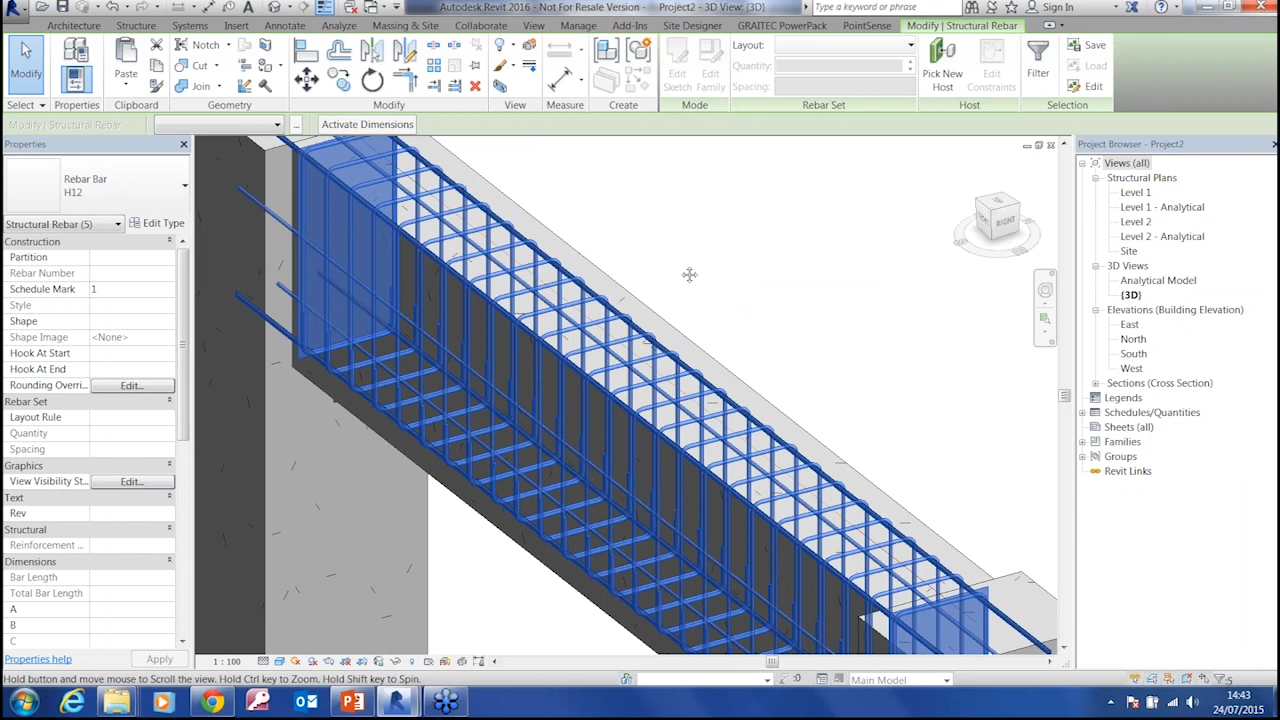 Autodesk Revit 2016 - Not For Resale Version - Project2 - 3D View: {3D}
Type a keyword or phrase
Sign In
Architecture Structure Systems Insert Annotate Analyze Massing & Site Collaborate View Manage Add-Ins Site Designer GRAITEC PowerPack PointSense Modify | Structural Rebar
Modify
Properties
Paste
Notch
Cut
Join
Edit Sketch
Edit Family
Layout:
Quantity:
Spacing:
Pick New Host
Edit Constraints
Filter
Save
Load
Edit
Select Properties Clipboard Geometry Modify View Measure Create Mode Rebar Set Host Selection
Modify | Structural Rebar
... Activate Dimensions
Properties
Rebar Bar
H12
Structural Rebar (5) Edit Type
Construction
Partition
Rebar Number
Schedule Mark 1
Style
Shape
Shape Image <None>
Hook At Start
Hook At End
Rounding Overri... Edit...
Rebar Set
Layout Rule
Quantity
Spacing
Graphics
View Visibility St... Edit...
Text
Rev
Structural
Reinforcement ...
Dimensions
Bar Length
Total Bar Length
A
B
C
Properties help Apply
RIGHT
Project Browser - Project2
Views (all)
Structural Plans
Level 1
Level 1 - Analytical
Level 2
Level 2 - Analytical
Site
3D Views
Analytical Model
{3D}
Elevations (Building Elevation)
East
North
South
West
Sections (Cross Section)
Legends
Schedules/Quantities
Sheets (all)
Families
Groups
Revit Links
1 : 100
Hold button and move mouse to Scroll the view. Hold Ctrl key to Zoom. Hold Shift key to Spin.
:0
Main Model
:5
14:43
24/07/2015